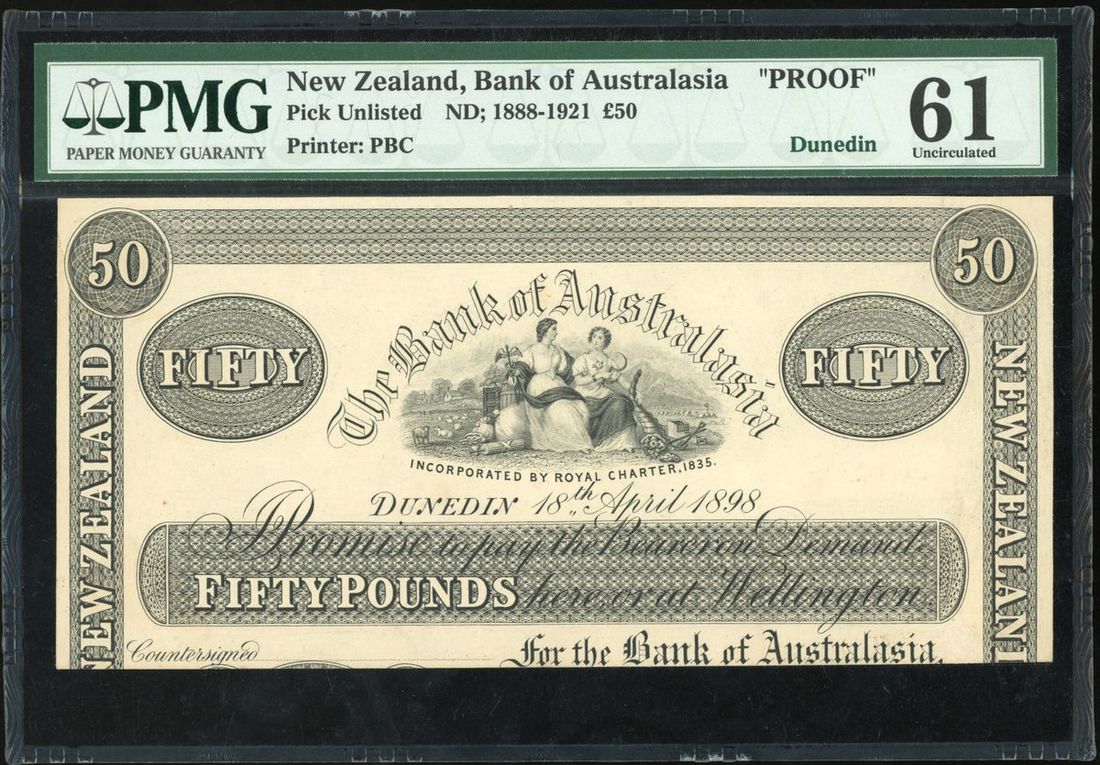 PMG
PAPER MONEY GUARANTY
New Zealand, Bank of Australasia "PROOF"
Pick Unlisted ND; 1888-1921 £50
Printer: PBC
Dunedin
61
Uncirculated
50
50
FIFTY
FIFTY
The Bank of Australasia
INCORPORATED BY ROYAL CHARTER, 1835.
DUNEDIN 18th April 1898
I Promise to pay the Bearer on Demand
FIFTY POUNDS here or at Wellington
Countersigned
For the Bank of Australasia,
EW ZEALAND
NEW ZEALAN